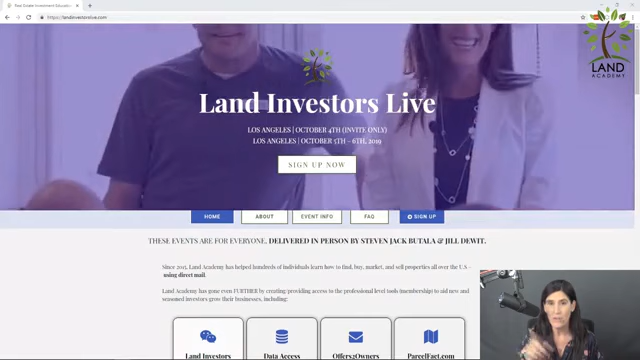 Real Estate Investment Educatio
https://landinvestorslive.com
LAND
ACADEMY
Land Investors Live
LOS ANGELES | OCTOBER 4TH (INVITE ONLY)
LOS ANGELES | OCTOBER 5TH - 6TH, 2019
SIGN UP NOW
HOME
ABOUT
EVENT INFO
FAQ
SIGN UP
THESE EVENTS ARE FOR EVERYONE, DELIVERED IN PERSON BY STEVEN JACK BUTALA & JILL DEWIT.
Since 2015, Land Academy has helped hundreds of individuals learn how to find, buy, market, and sell properties all over the U.S -
using direct mail.
Land Academy has gone even FURTHER by creating/providing access to the professional level tools (membership) to aid new and
seasoned investors grow their businesses, including:
Land Investors
Data Access
Offers2Owners
ParcelFact.com